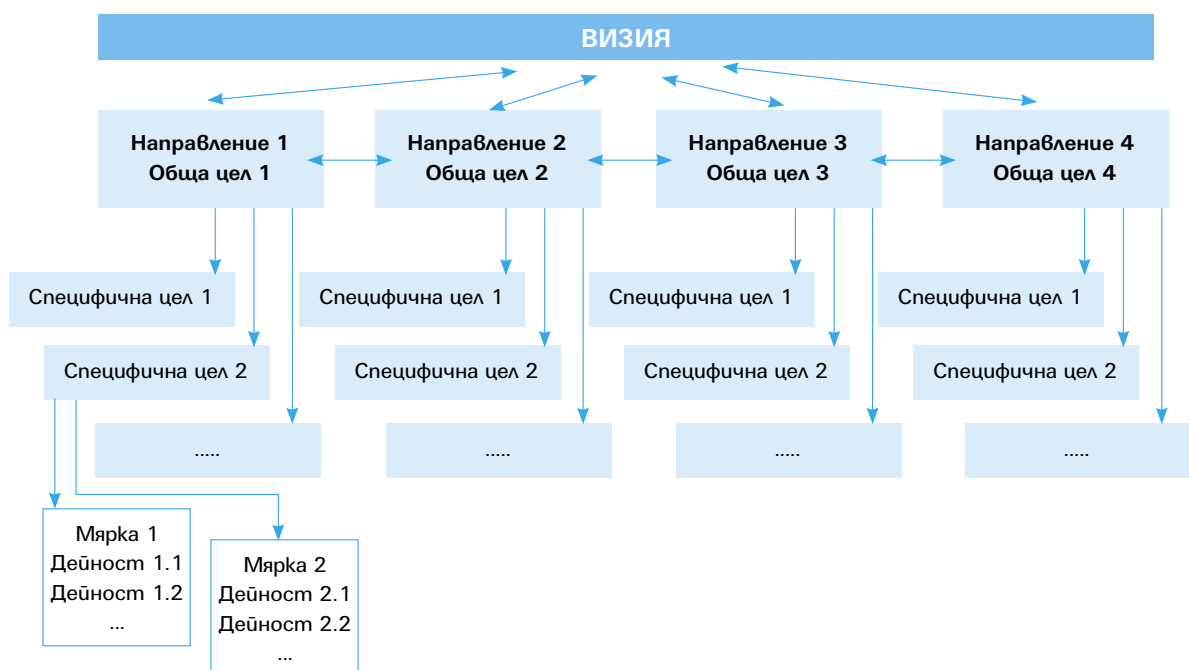 ВИЗИЯ
Направление 1
Обща цел 1
Направление 2
Обща цел 2
Направление 3
Обща цел 3
Направление 4
Обща цел 4
Специфична цел 1
Специфична цел 1
Специфична цел 1
Специфична цел 1
Специфична цел 2
Специфична цел 2
Специфична цел 2
Специфична цел 2
.....
.....
.....
.....
Мярка 1
Дейност 1.1
Дейност 1.2
...
Мярка 2
Дейност 2.1
Дейност 2.2
...